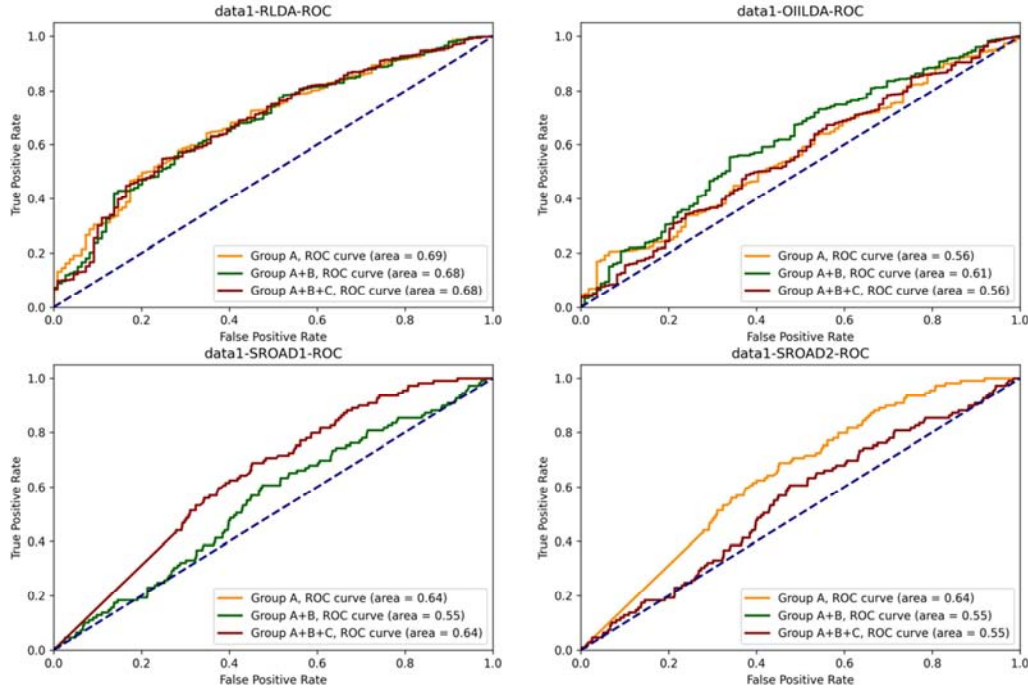 data1-RLDA-ROC
1.0
0.8
0.6
0.4
0.2
0.0
True Positive Rate
Group A, ROC curve (area = 0.69)
Group A+B, ROC curve (area = 0.68)
Group A+B+C, ROC curve (area = 0.68)
0.0 0.2 0.4 0.6 0.8 1.0
False Positive Rate
data1-OIILDA-ROC
1.0
0.8
0.6
0.4
0.2
0.0
True Positive Rate
Group A, ROC curve (area = 0.56)
Group A+B, ROC curve (area = 0.61)
Group A+B+C, ROC curve (area = 0.56)
0.0 0.2 0.4 0.6 0.8 1.0
False Positive Rate
data1-SROAD1-ROC
1.0
0.8
0.6
0.4
0.2
0.0
True Positive Rate
Group A, ROC curve (area = 0.64)
Group A+B, ROC curve (area = 0.55)
Group A+B+C, ROC curve (area = 0.64)
0.0 0.2 0.4 0.6 0.8 1.0
False Positive Rate
data1-SROAD2-ROC
1.0
0.8
0.6
0.4
0.2
0.0
True Positive Rate
Group A, ROC curve (area = 0.64)
Group A+B, ROC curve (area = 0.55)
Group A+B+C, ROC curve (area = 0.55)
0.0 0.2 0.4 0.6 0.8 1.0
False Positive Rate